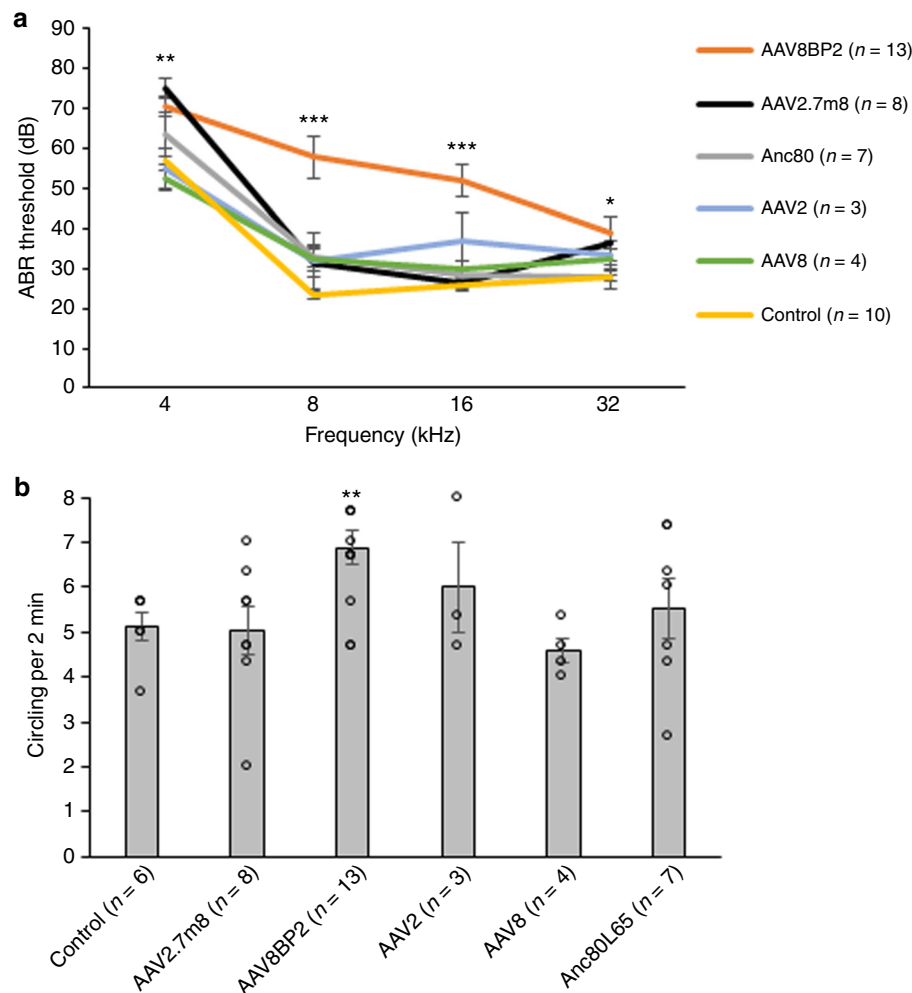 a
90
80
70
60
50
40
30
20
10
0
ABR threshold (dB)
**
***
***
*
4 8 16 32
Frequency (kHz)
AAV8BP2 (n = 13)
AAV2.7m8 (n = 8)
Anc80 (n = 7)
AAV2 (n = 3)
AAV8 (n = 4)
Control (n = 10)
b
8
7
6
5
4
3
2
1
0
Circling per 2 min
**
Control (n = 6)
AAV2.7m8 (n = 8)
AAV8BP2 (n = 13)
AAV2 (n = 3)
AAV8 (n = 4)
Anc80L65 (n = 7)